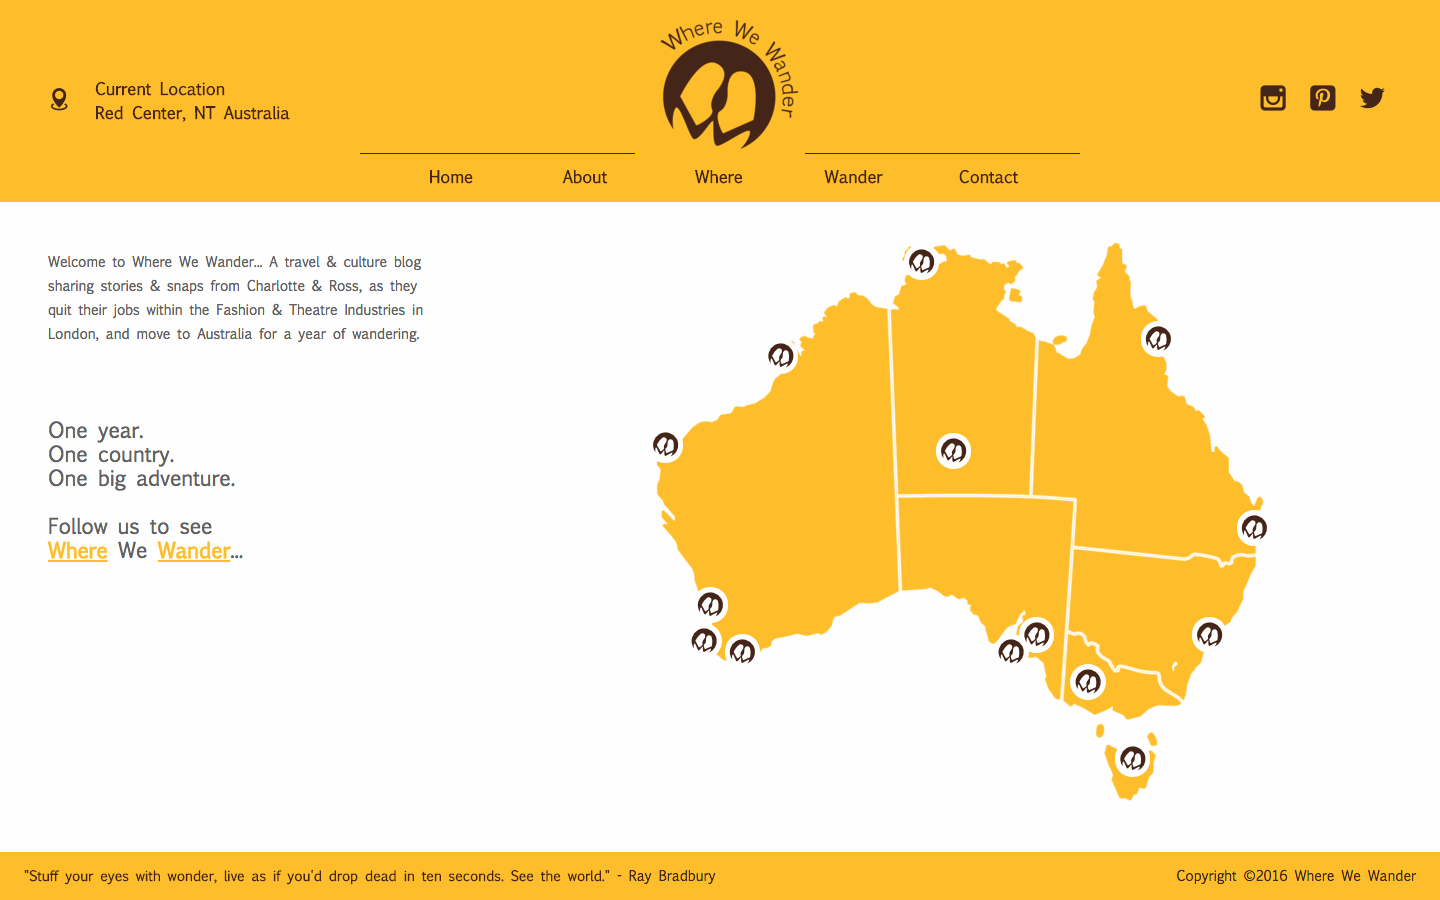 Where We Wander
Current Location
Red Center, NT Australia
Home About Where Wander Contact
Welcome to Where We Wander... A travel & culture blog
sharing stories & snaps from Charlotte & Ross, as they
quit their jobs within the Fashion & Theatre Industries in
London, and move to Australia for a year of wandering.
One year.
One country.
One big adventure.
Follow us to see
Where We Wander...
"Stuff your eyes with wonder, live as if you'd drop dead in ten seconds. See the world." - Ray Bradbury
Copyright ©2016 Where We Wander